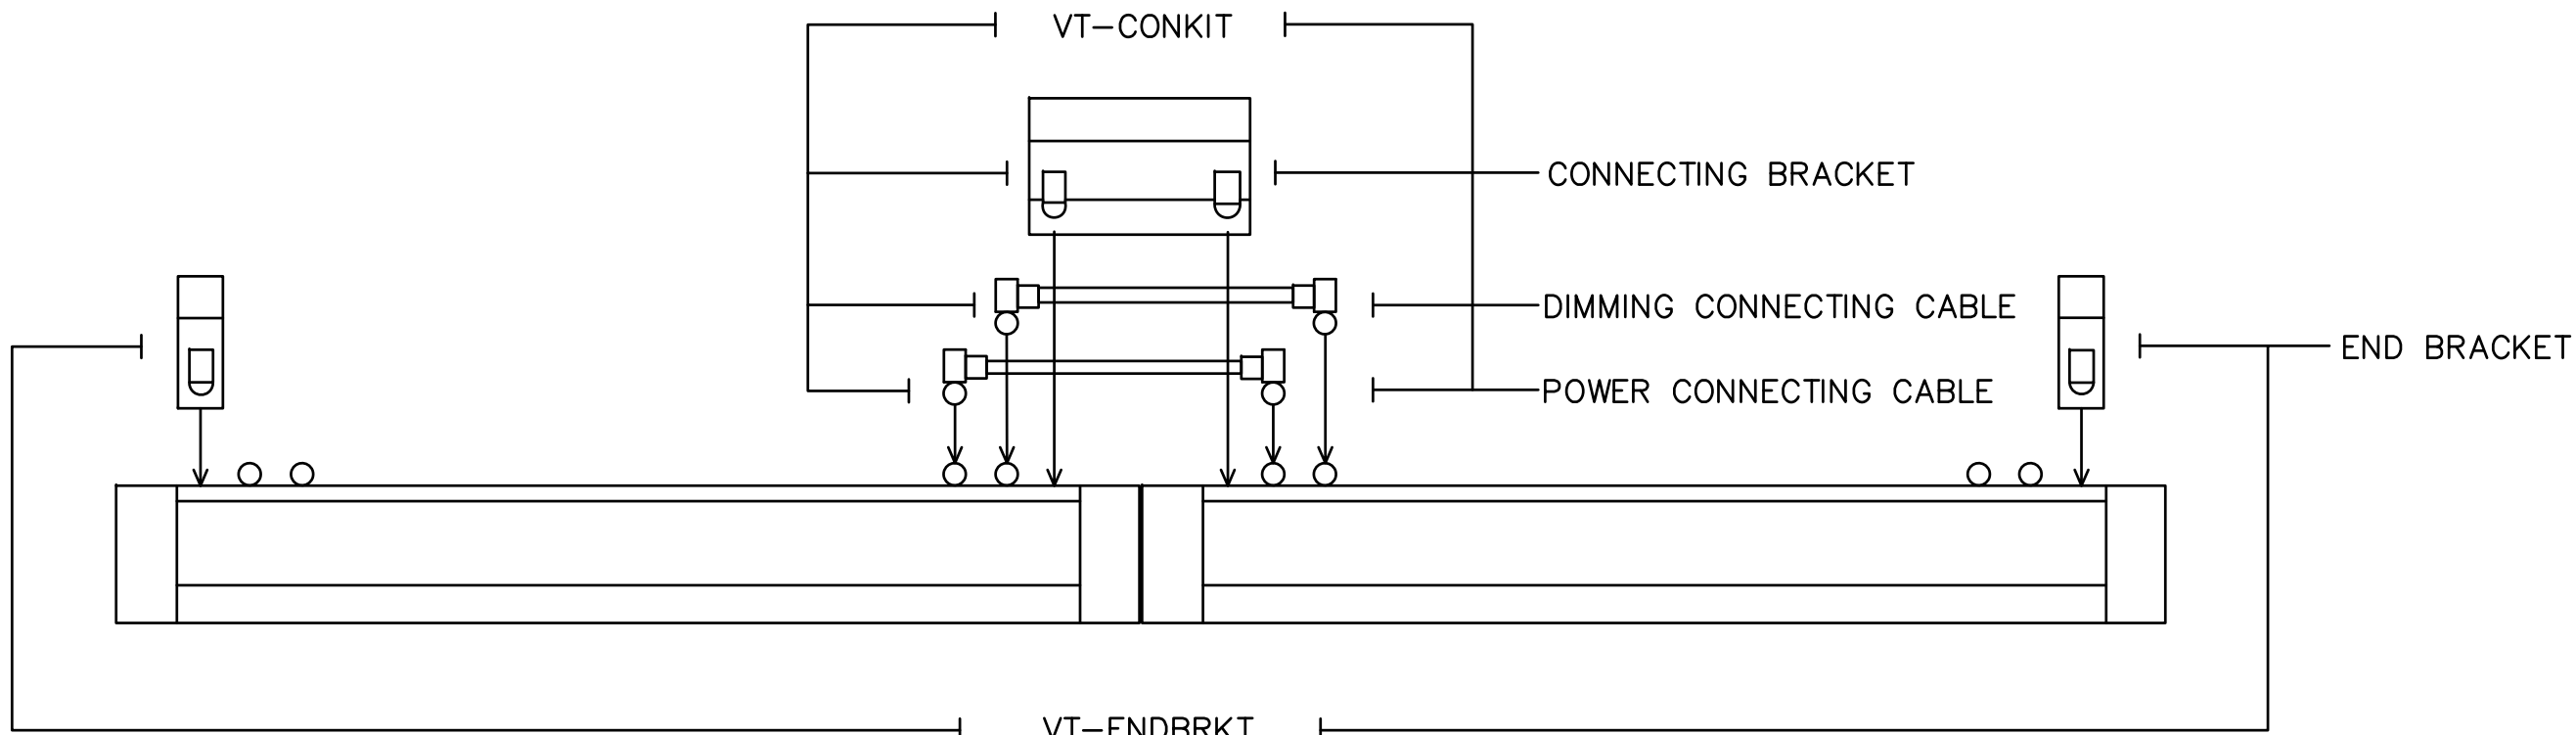 VT-CONKIT
CONNECTING BRACKET
DIMMING CONNECTING CABLE
END BRACKET
POWER CONNECTING CABLE
VT-ENDBRKT